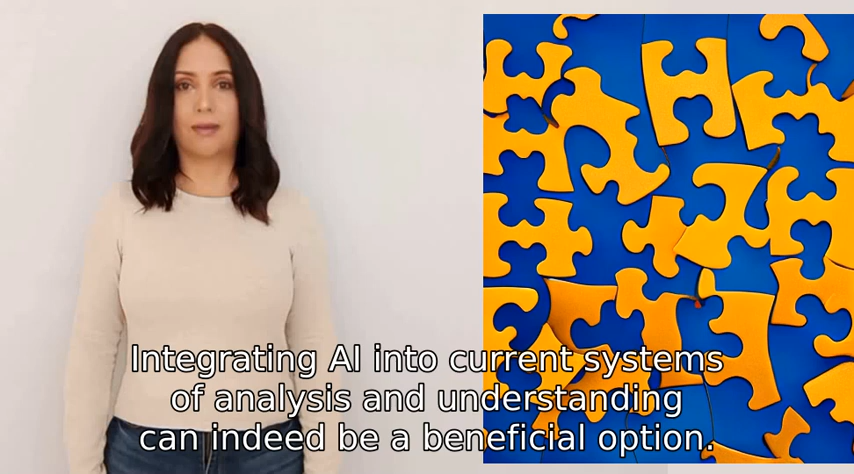 Integrating AI into current systems
of analysis and understanding
can indeed be a beneficial option.